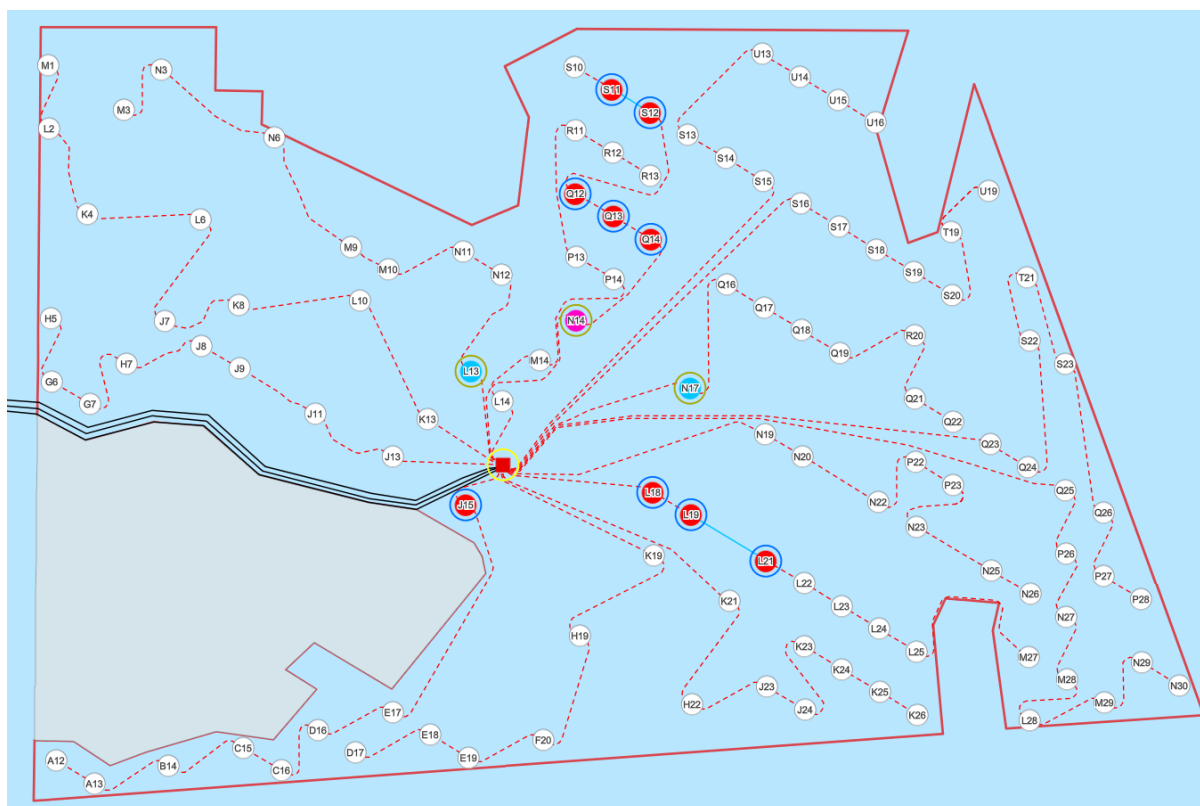 M1
N3
M3
L2
N6
K4
L6
M9
M10
N11
N12
H5
J7
K8
L10
J8
H7
J9
G6
G7
J11
K13
J13
L13
L14
M14
N14
S10
S11
S12
R11
R12
R13
Q12
Q13
Q14
P13
P14
U13
U14
U15
U16
S13
S14
S15
S16
S17
S18
S19
S20
T19
U19
Q16
Q17
Q18
Q19
R20
Q21
Q22
N17
T21
S22
S23
Q23
Q24
Q25
Q26
N19
N20
P22
P23
N22
N23
N25
N26
P26
P27
P28
N27
M27
M28
L28
M29
N29
N30
J15
L18
L19
L21
L22
L23
L24
L25
K19
K21
H19
K23
K24
K25
K26
H22
J23
J24
E17
D16
D17
E18
E19
F20
C15
C16
B14
A12
A13